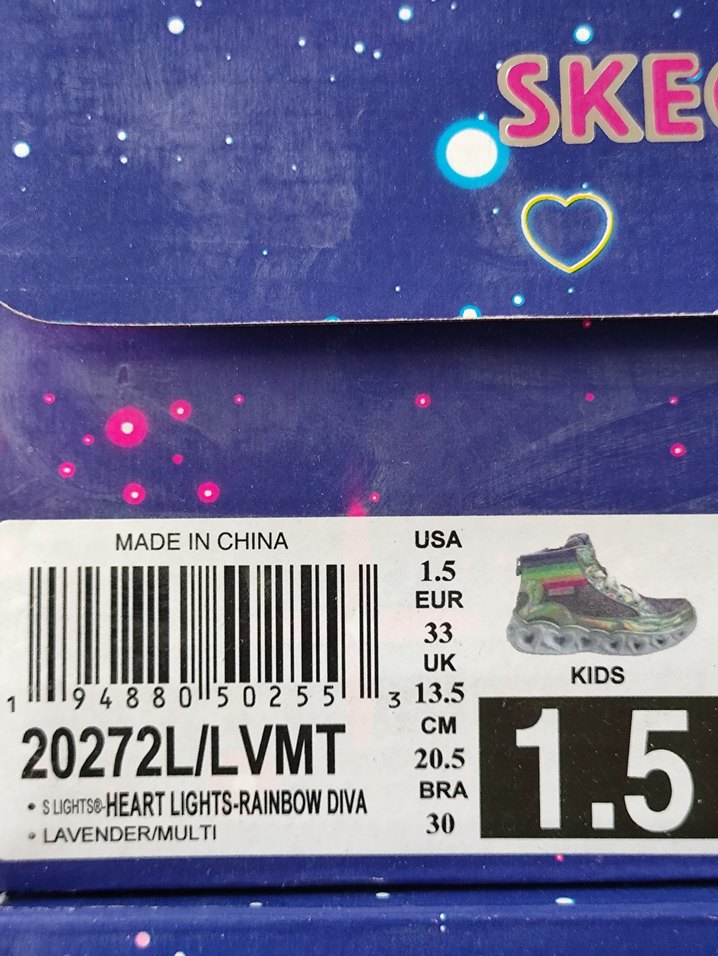 SKEC
MADE IN CHINA
1 94880 50255 3
20272L/LVMT
• S LIGHTS®-HEART LIGHTS-RAINBOW DIVA
• LAVENDER/MULTI
USA
1.5
EUR
33
UK
13.5
CM
20.5
BRA
30
KIDS
1.5